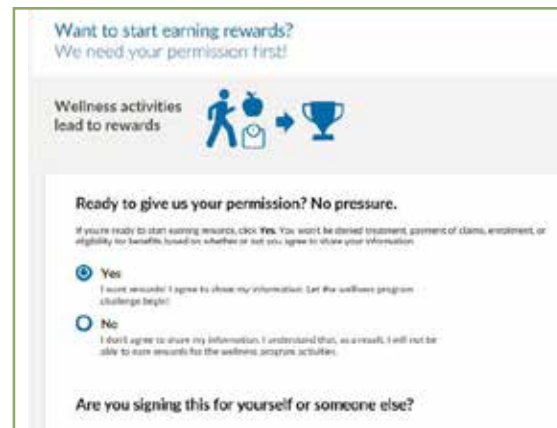 Want to start earning rewards?
We need your permission first!
Wellness activities
lead to rewards
Ready to give us your permission? No pressure.
If you're ready to start earning rewards, click Yes. You won't be denied treatment, payment of claims, enrollment, or
eligibility for benefits based on whether or not you agree to share your information.
Yes
I want rewards! I agree to share my information. Let the wellness program
challenge begin!
No
I don't agree to share my information. I understand that, as a result, I will not be
able to earn rewards for the wellness program activities.
Are you signing this for yourself or someone else?